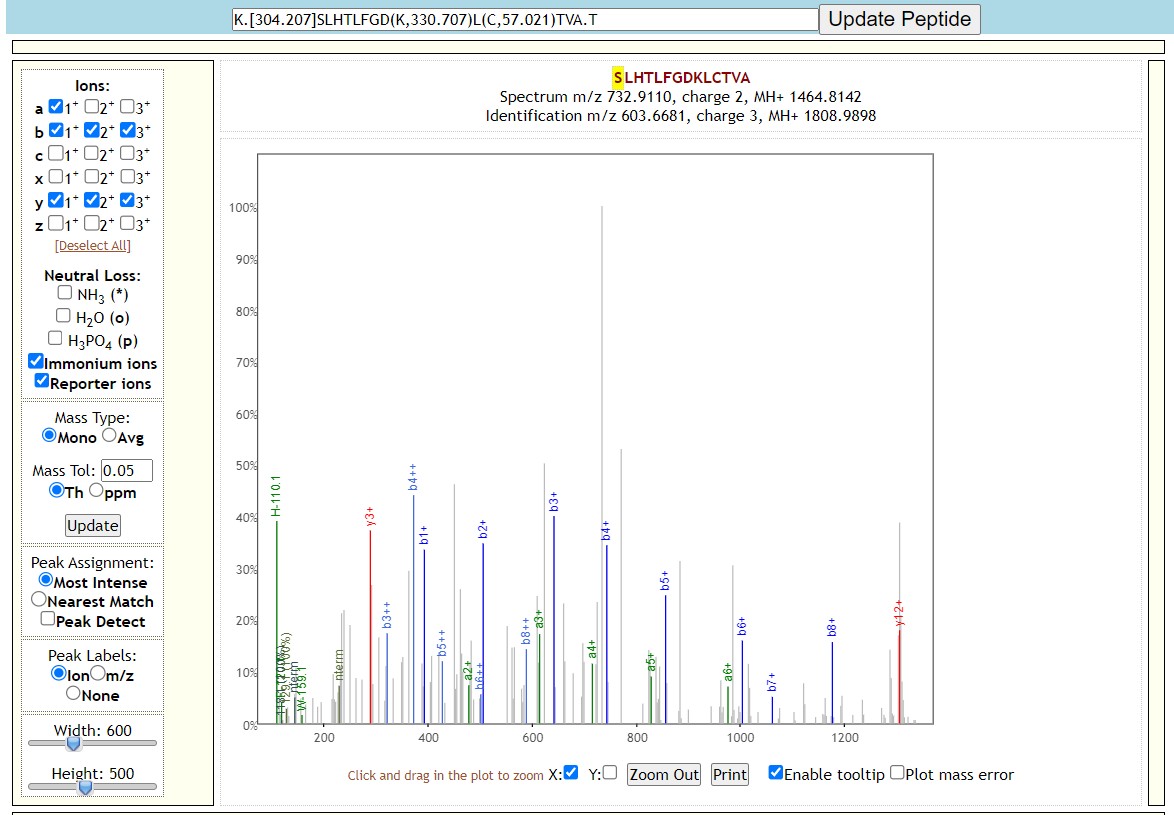 K.[304.207]SLHTLFGD(K,330.707)L(C,57.021)TVA.T Update Peptide
SLHTLFGDKLCTVA
Spectrum m/z 732.9110, charge 2, MH+ 1464.8142
Identification m/z 603.6681, charge 3, MH+ 1808.9898
Ions:
a 1+ 2+ 3+
b 1+ 2+ 3+
c 1+ 2+ 3+
x 1+ 2+ 3+
y 1+ 2+ 3+
z 1+ 2+ 3+
[Deselect All]
Neutral Loss:
NH3 (*)
H2O (o)
H3PO4 (p)
Immonium ions
Reporter ions
Mass Type:
Mono Avg
Mass Tol: 0.05
Th ppm
Update
Peak Assignment:
Most Intense
Nearest Match
Peak Detect
Peak Labels:
Ion m/z
None
Width: 600
Height: 500
100%
90%
80%
70%
60%
50%
40%
30%
20%
10%
0%
H-110.1
nterm
W-159.1
nterm
y3+
b3++
b4++
b1+
b5++
a2+
b6++
b2+
b8++
a3+
b3+
a4+
b4+
a5+
b5+
a6+
b6+
b7+
b8+
y12+
200 400 600 800 1000 1200
Click and drag in the plot to zoom X: Y: Zoom Out Print Enable tooltip Plot mass error